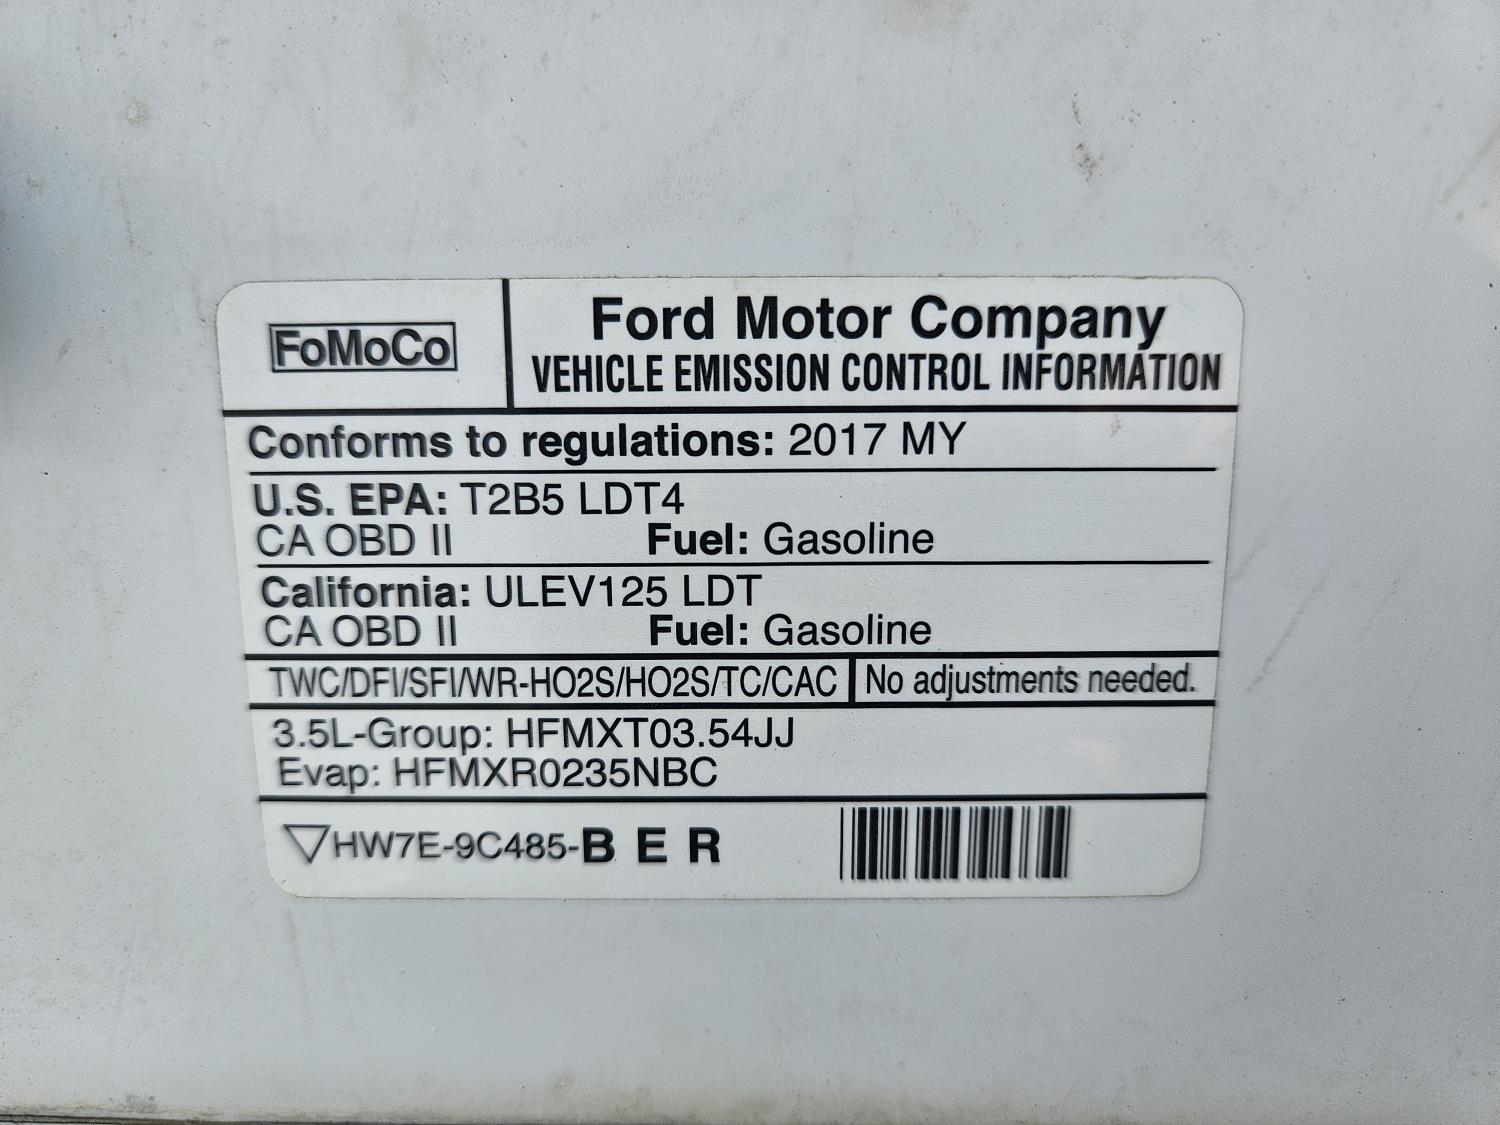 FoMoCo
Ford Motor Company
VEHICLE EMISSION CONTROL INFORMATION
Conforms to regulations: 2017 MY
U.S. EPA: T2B5 LDT4
CA OBD II Fuel: Gasoline
California: ULEV125 LDT
CA OBD II Fuel: Gasoline
TWC/DFI/SFI/WR-HO2S/HO2S/TC/CAC No adjustments needed.
3.5L-Group: HFMXT03.54JJ
Evap: HFMXR0235NBC
▽HW7E-9C485-B E R